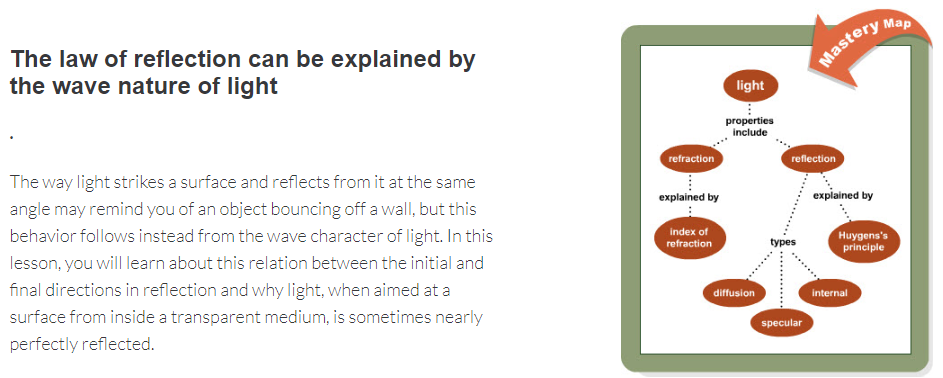 The law of reflection can be explained by
the wave nature of light
.
The way light strikes a surface and reflects from it at the same
angle may remind you of an object bouncing off a wall, but this
behavior follows instead from the wave character of light. In this
lesson, you will learn about this relation between the initial and
final directions in reflection and why light, when aimed at a
surface from inside a transparent medium, is sometimes nearly
perfectly reflected.
Mastery Map
light
properties
include
refraction
reflection
explained by
explained by
index of
refraction
types
Huygens's
principle
diffusion
internal
specular